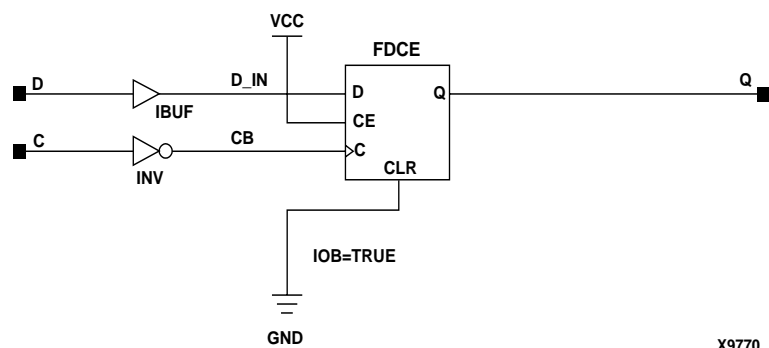 VCC
FDCE
D
D_IN
D
Q
Q
IBUF
CE
C
CB
C
INV
CLR
IOB=TRUE
GND
X9770